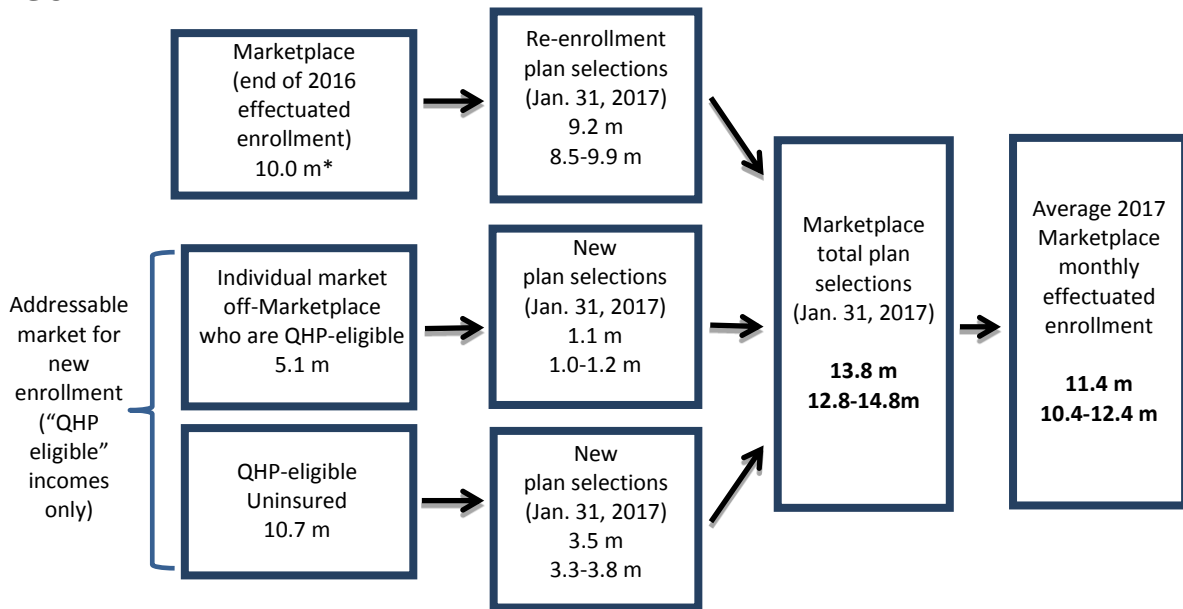 Marketplace
(end of 2016
effectuated
enrollment)
10.0 m*
Re-enrollment
plan selections
(Jan. 31, 2017)
9.2 m
8.5-9.9 m
Addressable
market for
new
enrollment
("QHP
eligible"
incomes
only)
Individual market
off-Marketplace
who are QHP-eligible
5.1 m
New
plan selections
(Jan. 31, 2017)
1.1 m
1.0-1.2 m
QHP-eligible
Uninsured
10.7 m
New
plan selections
(Jan. 31, 2017)
3.5 m
3.3-3.8 m
Marketplace
total plan
selections
(Jan. 31, 2017)
13.8 m
12.8-14.8m
Average 2017
Marketplace
monthly
effectuated
enrollment
11.4 m
10.4-12.4 m